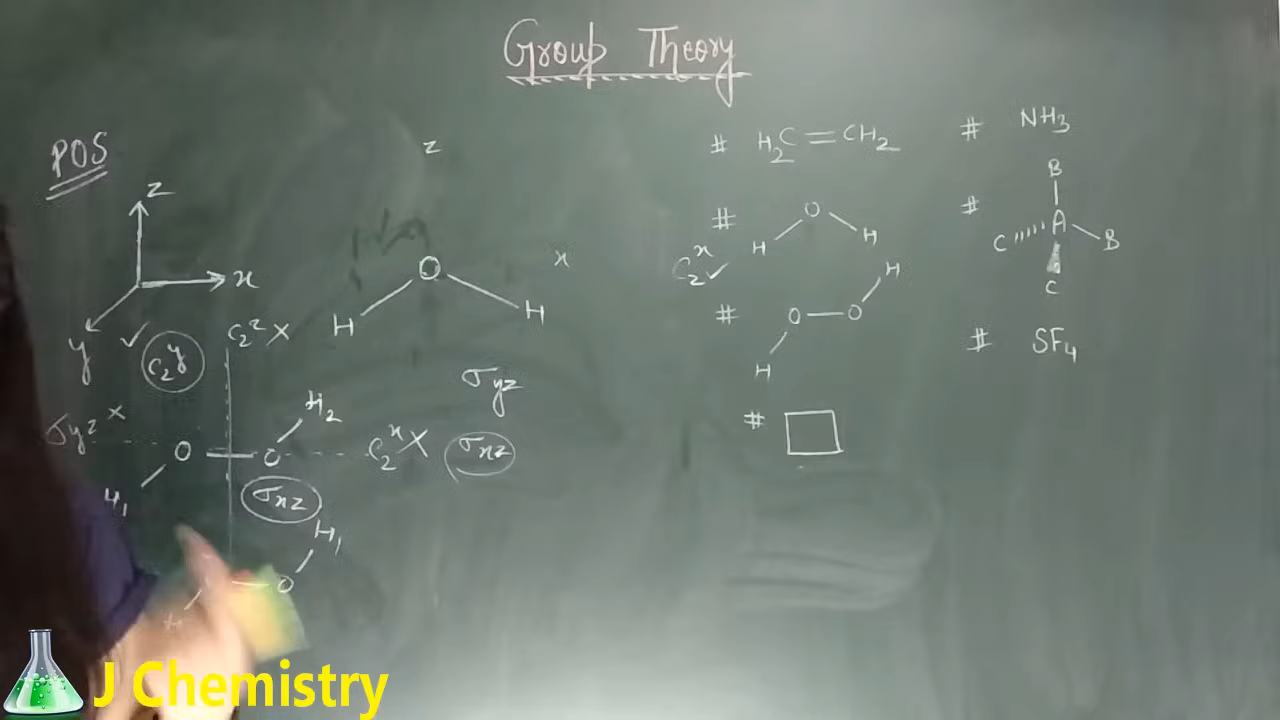 Group Theory
POS
z
x
y
✓
C₂ʸ
C₂ᶻ ×
z
x
O
H
H
σyz ×
O
O
H₂
H₁
C₂ˣ ×
σyz
σxz
σxz
O
H₁
# H₂C=CH₂
# O
H H
C₂ˣ ✓
# O—O
H
H
# □
# NH₃
# B
C A B
C
# SF₄
J Chemistry